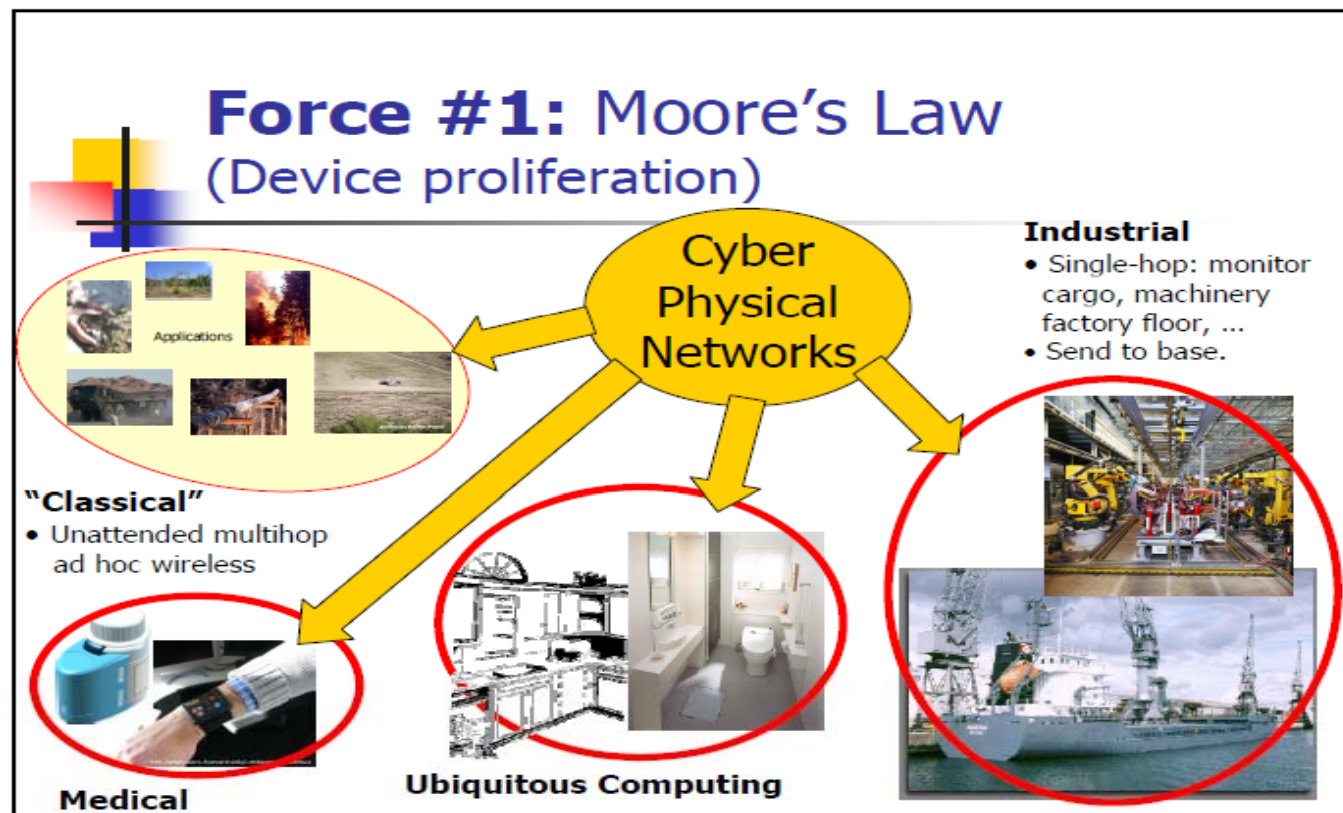 Force #1: Moore's Law
(Device proliferation)
Cyber
Physical
Networks
Applications
Industrial
• Single-hop: monitor
cargo, machinery
factory floor, ...
• Send to base.
"Classical"
• Unattended multihop
ad hoc wireless
Medical
Ubiquitous Computing